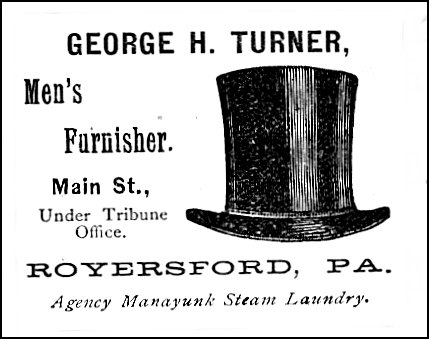 GEORGE H. TURNER,
Men's
Furnisher.
Main St.,
Under Tribune
Office.
ROYERSFORD, PA.
Agency Manayunk Steam Laundry.